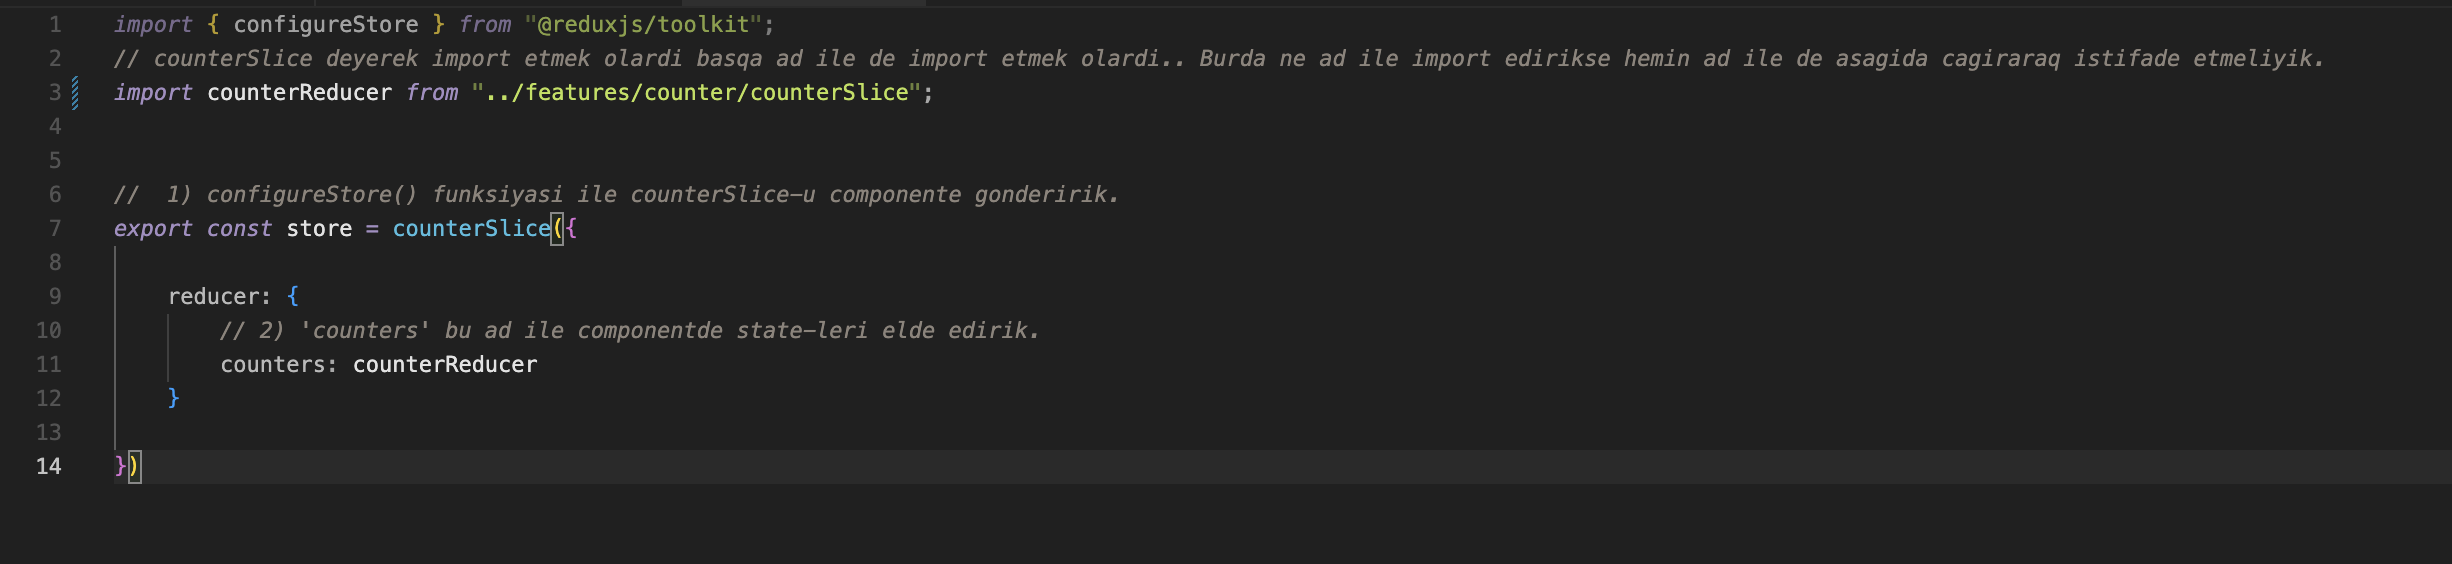 1 import { configureStore } from "@reduxjs/toolkit";
2 // counterSlice deyerek import etmek olardi basqa ad ile de import etmek olardi.. Burda ne ad ile import edirikse hemin ad ile de asagida cagiraraq istifade etmeliyik.
3 import counterReducer from "../features/counter/counterSlice";
4
5
6 //  1) configureStore() funksiyasi ile counterSlice-u componente gonderirik.
7 export const store = counterSlice({
8
9     reducer: {
10         // 2) 'counters' bu ad ile componentde state-leri elde edirik.
11         counters: counterReducer
12     }
13
14 })